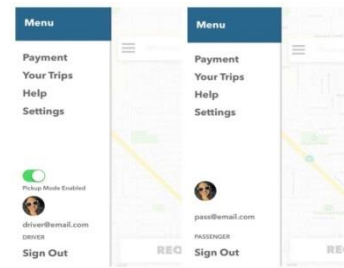 Menu
Payment
Your Trips
Help
Settings
Pickup Mode Enabled
driver@email.com
DRIVER
Sign Out
REQ
Menu
Payment
Your Trips
Help
Settings
pass@email.com
PASSENGER
Sign Out
RE